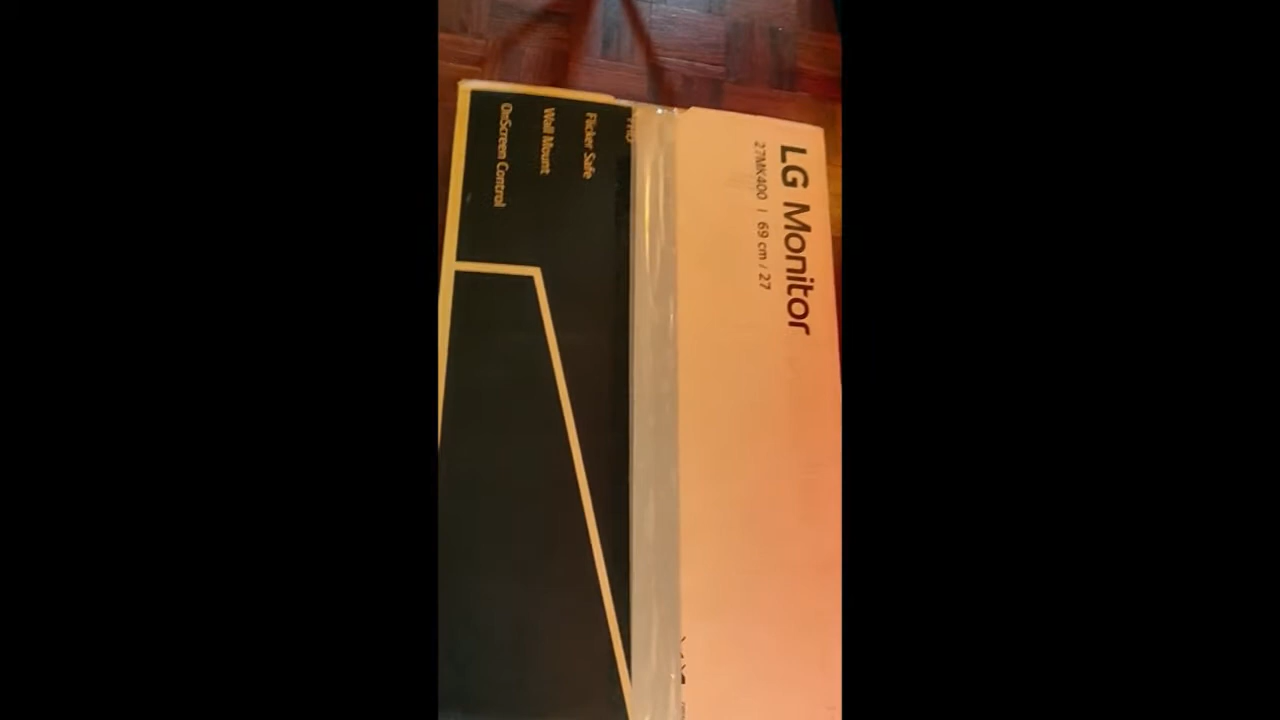 LG Monitor
27MK400 | 69 cm / 27
Flicker Safe
Wall Mount
OnScreen Control